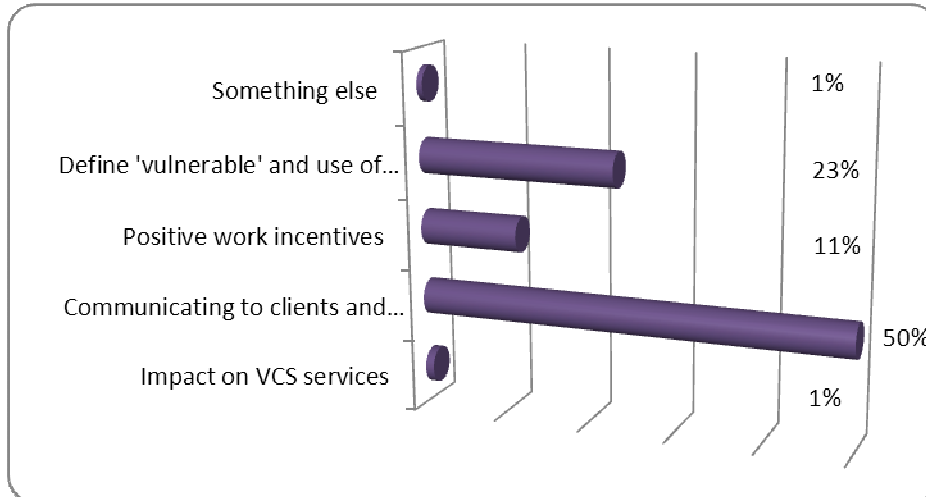 Something else 1%
Define 'vulnerable' and use of... 23%
Positive work incentives 11%
Communicating to clients and... 50%
Impact on VCS services 1%